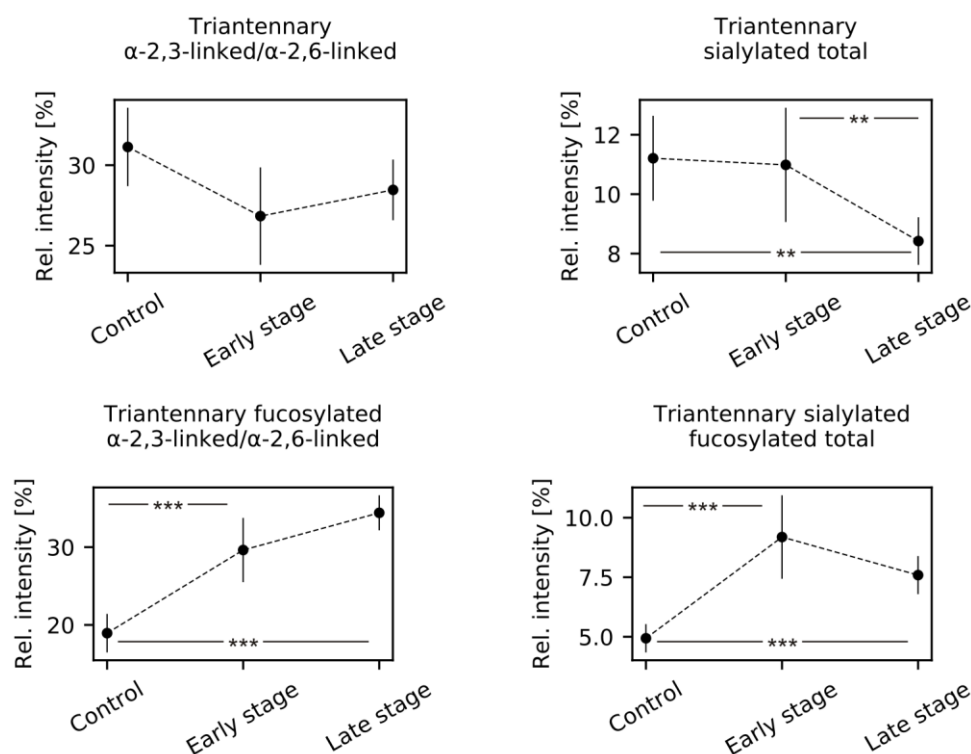 Triantennary
α-2,3-linked/α-2,6-linked
Rel. intensity [%]
30
25
Control
Early stage
Late stage
Triantennary
sialylated total
Rel. intensity [%]
12
10
8
**
**
Control
Early stage
Late stage
Triantennary fucosylated
α-2,3-linked/α-2,6-linked
Rel. intensity [%]
30
20
***
***
Control
Early stage
Late stage
Triantennary sialylated
fucosylated total
Rel. intensity [%]
10.0
7.5
5.0
***
***
Control
Early stage
Late stage